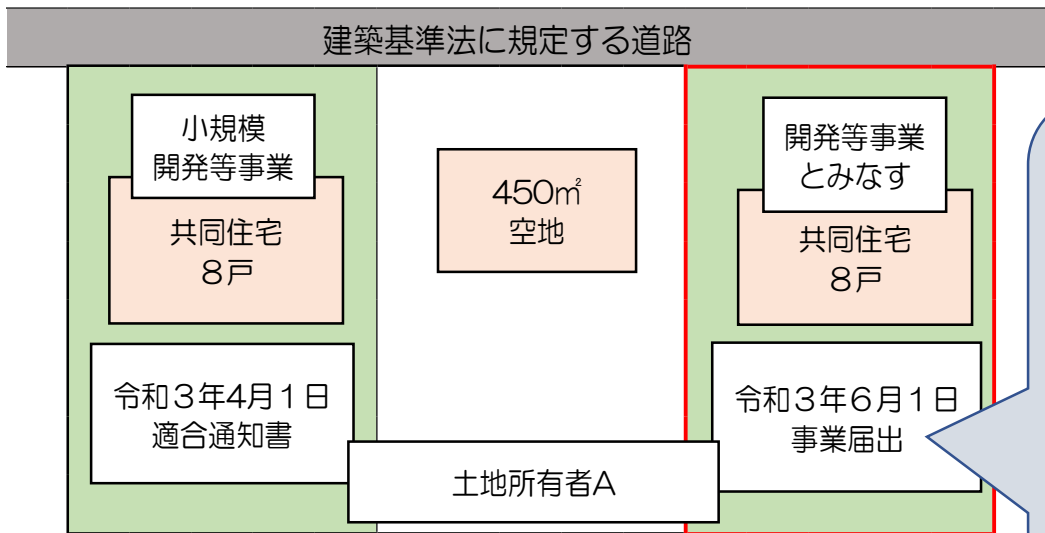 建築基準法に規定する道路
小規模
開発等事業
共同住宅
８戸
令和３年4月１日
適合通知書
450㎡
空地
土地所有者A
開発等事業
とみなす
共同住宅
８戸
令和３年６月１日
事業届出